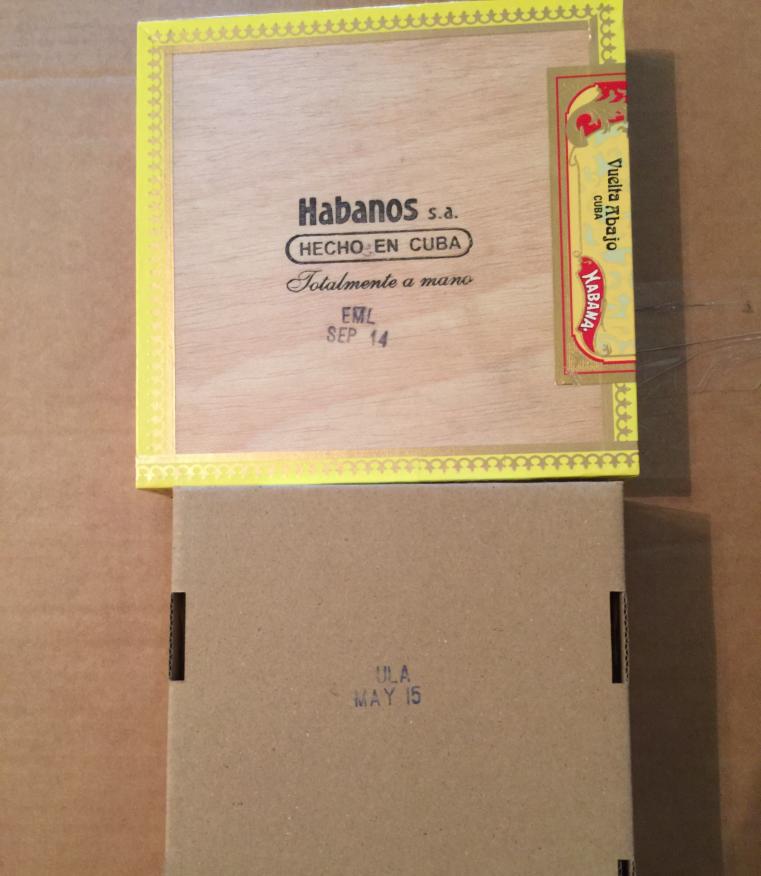 Habanos s.a.
HECHO EN CUBA
Totalmente a mano
EML
SEP 14
Vuelta Abajo
CUBA
HABANA.
ULA
MAY 15